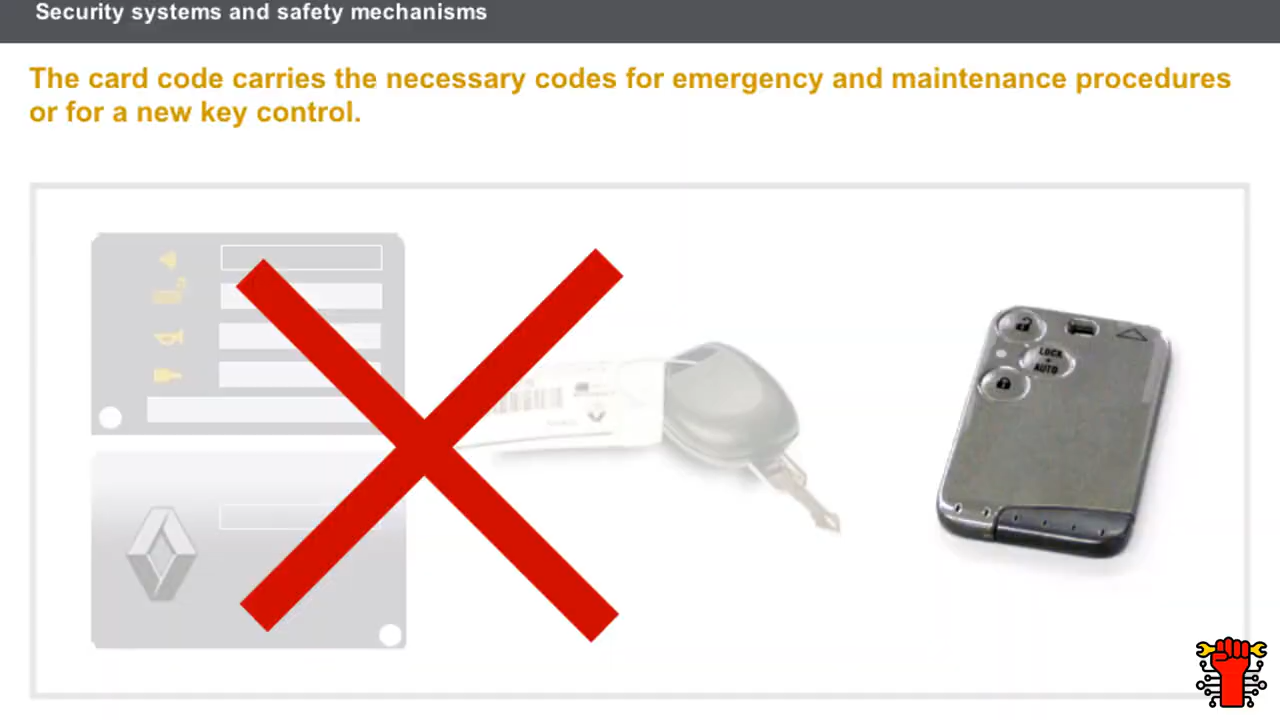 Security systems and safety mechanisms
The card code carries the necessary codes for emergency and maintenance procedures
or for a new key control.
LOCK
+
AUTO